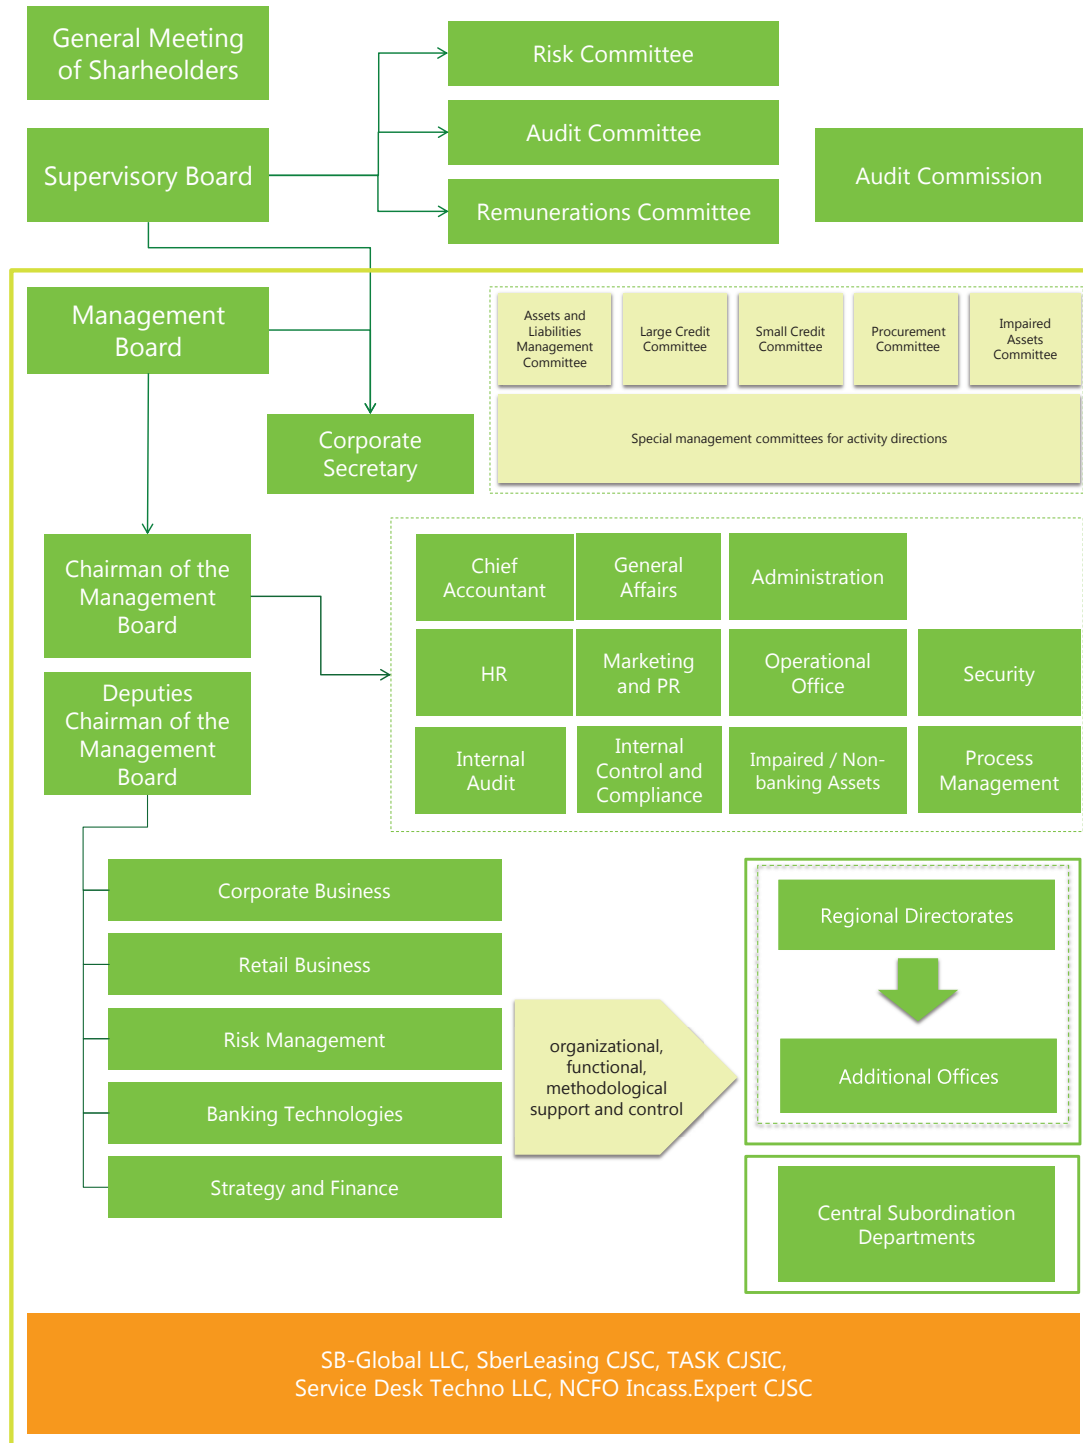 General Meeting
of Sharheolders
Risk Committee
Audit Committee
Supervisory Board
Audit Commission
Remunerations Committee
Management
Board
Assets and
Liabilities
Management
Committee
Large Credit
Committee
Small Credit
Committee
Procurement
Committee
Impaired
Assets
Committee
Special management committees for activity directions
Corporate
Secretary
Chairman of the
Management
Board
Chief
Accountant
General
Affairs
Administration
HR
Marketing
and PR
Operational
Office
Security
Deputies
Chairman of the
Management
Board
Internal
Audit
Internal
Control and
Compliance
Impaired / Non-
banking Assets
Process
Management
Corporate Business
Retail Business
Risk Management
Banking Technologies
Strategy and Finance
organizational,
functional,
methodological
support and control
Regional Directorates
Additional Offices
Central Subordination
Departments
SB-Global LLC, SberLeasing CJSC, TASK CJSIC,
Service Desk Techno LLC, NCFO Incass.Expert CJSC